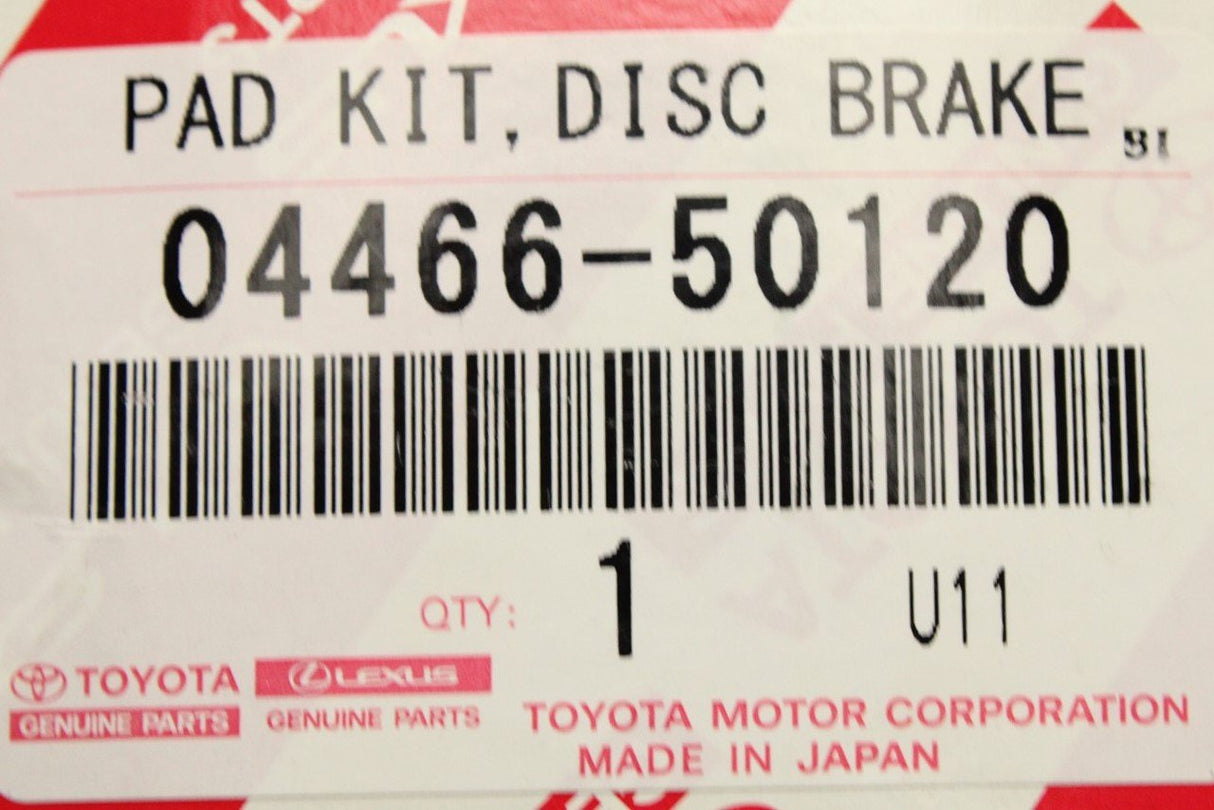 PAD KIT, DISC BRAKE
04466-50120
QTY: 1 U11
TOYOTA LEXUS
GENUINE PARTS GENUINE PARTS
TOYOTA MOTOR CORPORATION
MADE IN JAPAN